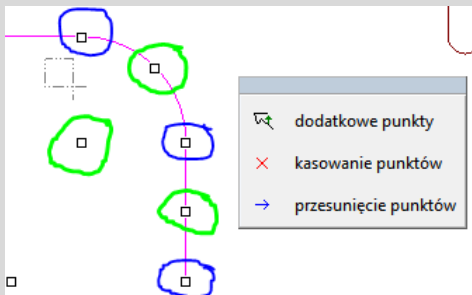 dodatkowe punkty
kasowanie punktów
przesunięcie punktów